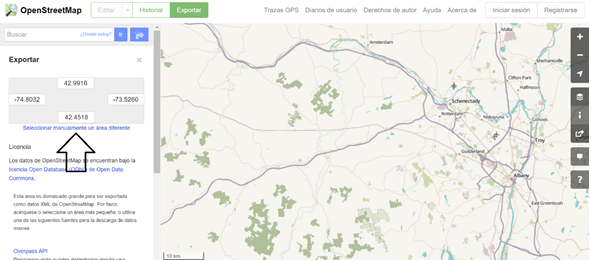 OpenStreetMap
Editar
Historial
Exportar
Trazas GPS
Diarios de usuario
Derechos de autor
Ayuda
Acerca de
Iniciar sesión
Registrarse
Buscar
¿Dónde estoy?
Ir
Exportar
42.9916
-74.8032
-73.5260
42.4518
Seleccionar manualmente un área diferente
Licencia
Los datos de OpenStreetMap se encuentran bajo la
licencia Open Database (ODbL) de Open Data
Commons.
Esta área es demasiado grande para ser exportada
como datos XML de OpenStreetMap. Por favor,
acérquese o seleccione un área más pequeña, o utilice
una de las siguientes fuentes para la descarga de datos
masiva.
Overpass API
Amsterdam
Malta
Mechanicville
Clifton Park
Halfmoon
Schenectady
Rotterdam
Niskayuna
Cohoes
Troy
Guilderland
Albany
East Greenbush
10 km